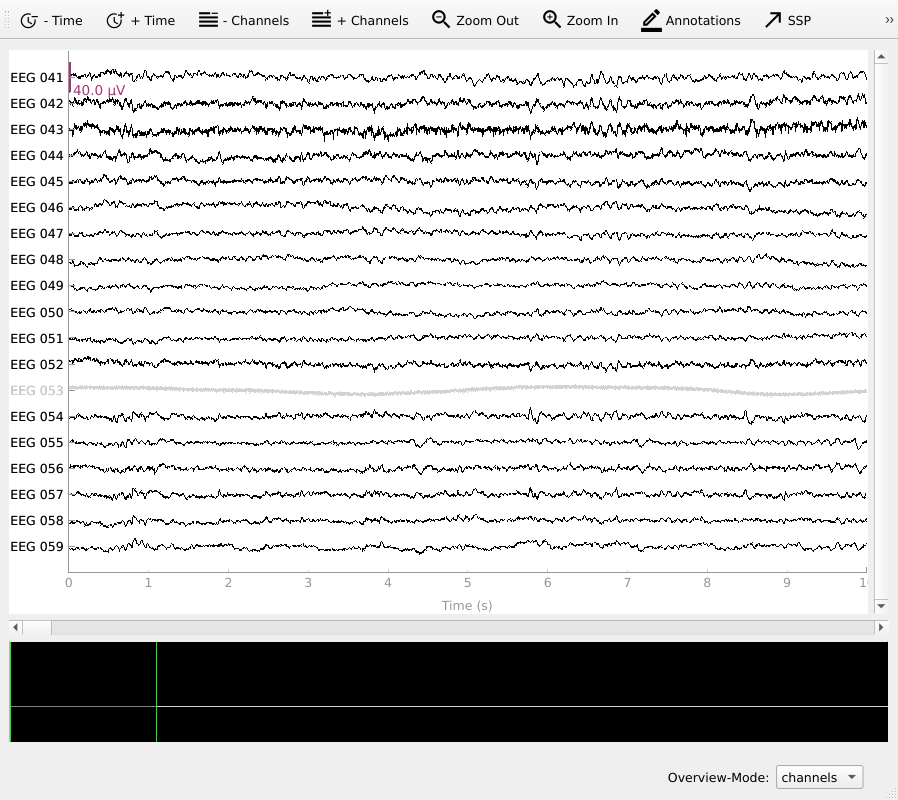 - Time + Time - Channels + Channels Zoom Out Zoom In Annotations SSP »
EEG 041
40.0 µV
EEG 042
EEG 043
EEG 044
EEG 045
EEG 046
EEG 047
EEG 048
EEG 049
EEG 050
EEG 051
EEG 052
EEG 053
EEG 054
EEG 055
EEG 056
EEG 057
EEG 058
EEG 059
0 1 2 3 4 5 6 7 8 9 1
Time (s)
Overview-Mode: channels